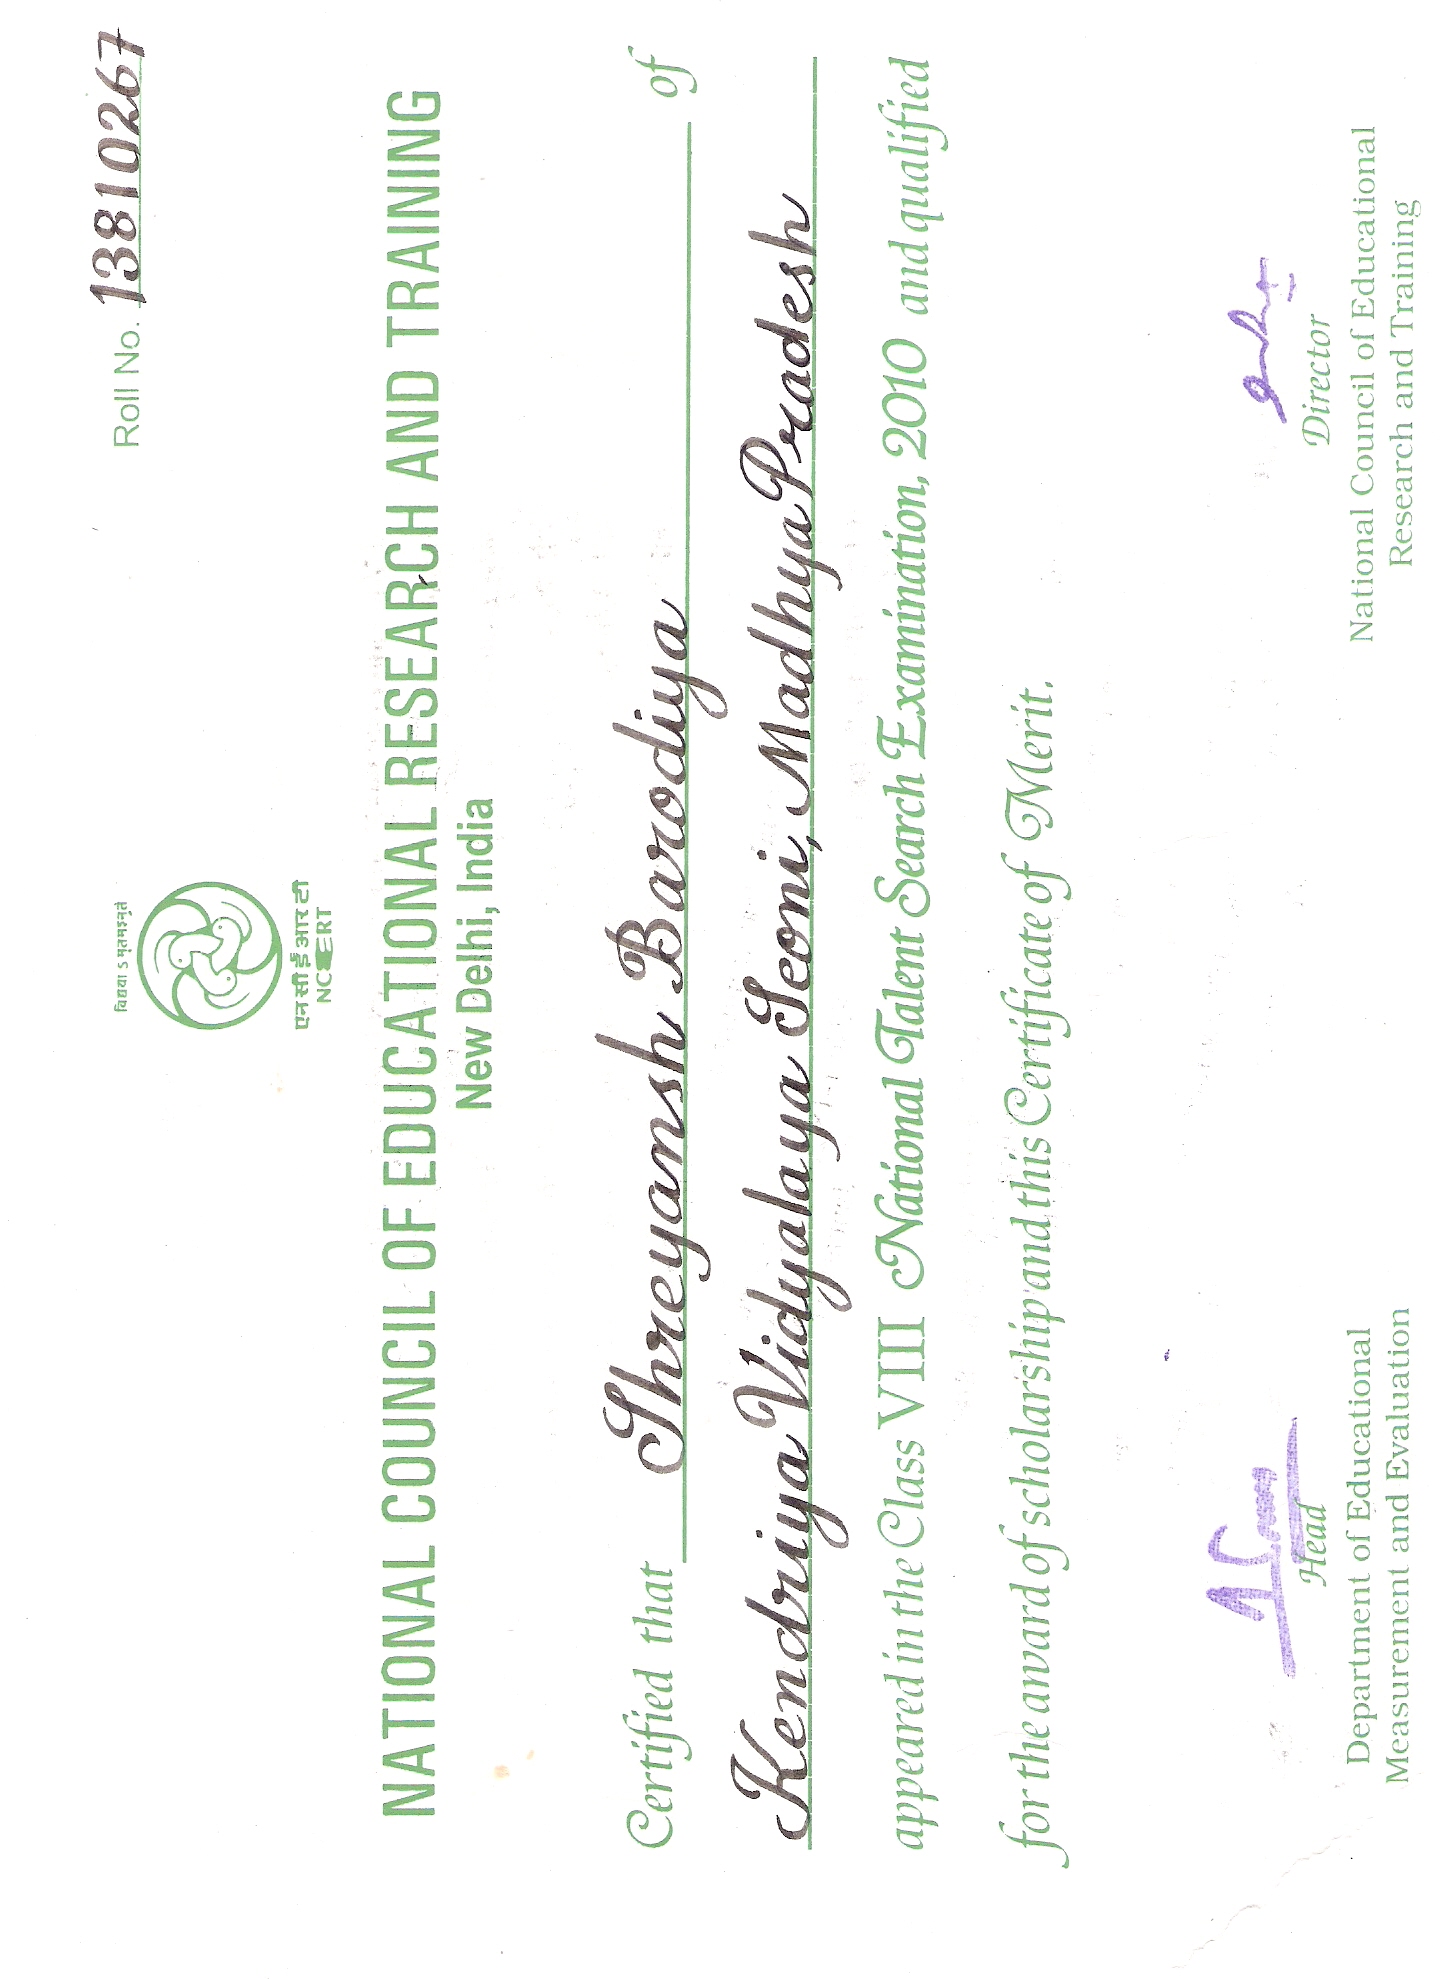 Roll No. 13810267
विद्यया ऽ मृतमश्नुते
एन सी ई आर टी
NCERT
NATIONAL COUNCIL OF EDUCATIONAL RESEARCH AND TRAINING
New Delhi, India
Certified that Shreyansh Barodiya of
Kendriya Vidyalaya Seoni, Madhya Pradesh
appeared in the Class VIII National Talent Search Examination, 2010 and qualified
for the award of scholarship and this Certificate of Merit.
Head
Department of Educational
Measurement and Evaluation
Director
National Council of Educational
Research and Training